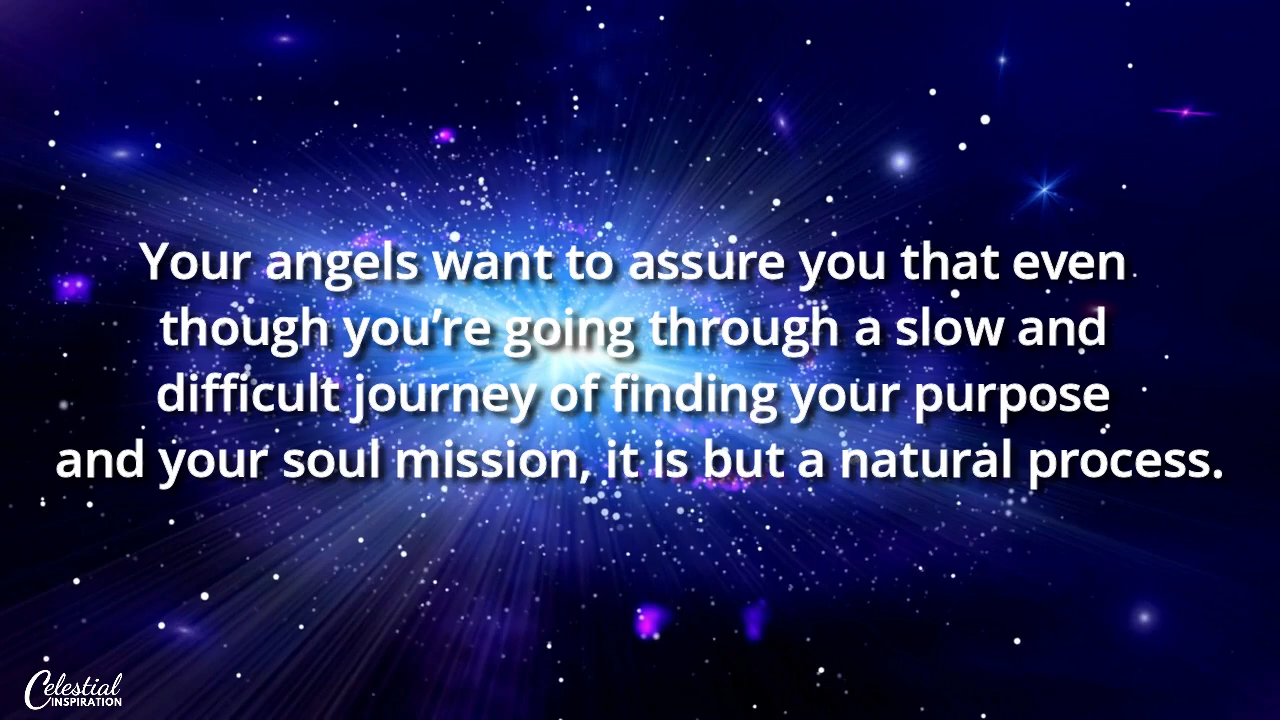 Your angels want to assure you that even
though you’re going through a slow and
difficult journey of finding your purpose
and your soul mission, it is but a natural process.
Celestial
INSPIRATION